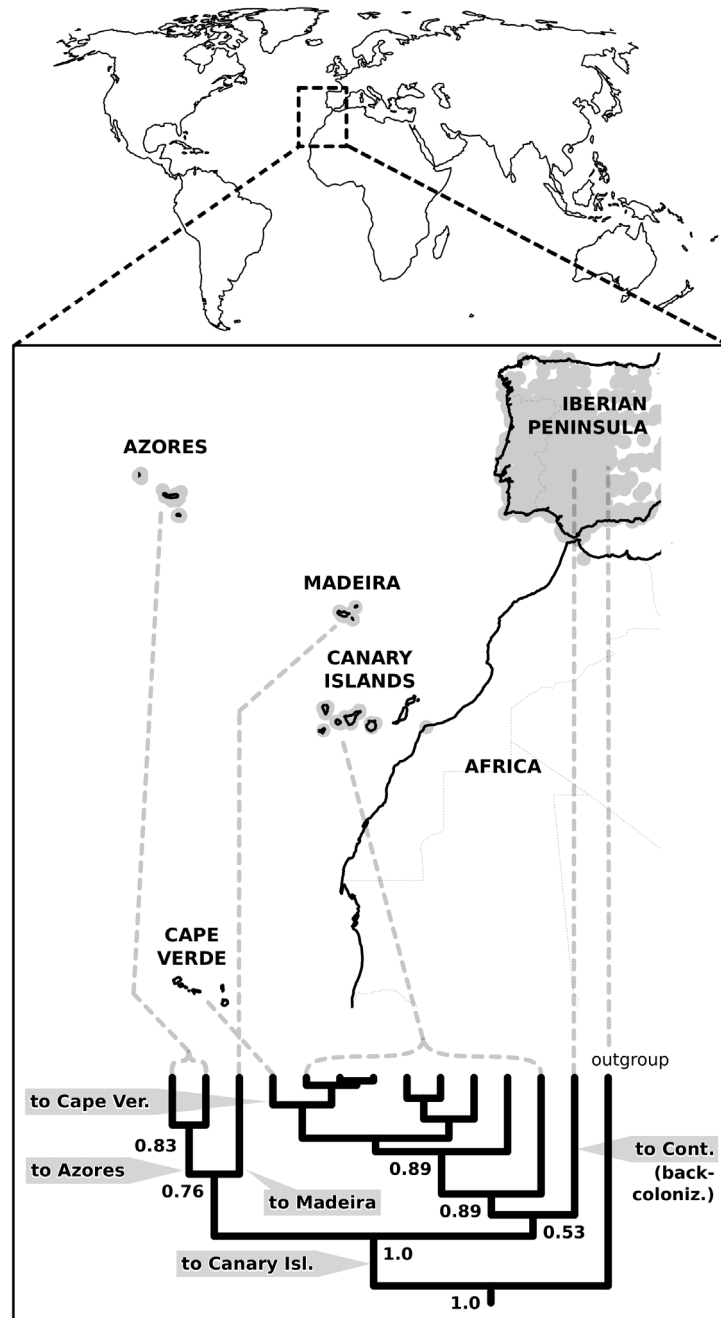 IBERIAN
PENINSULA
AZORES
MADEIRA
CANARY
ISLANDS
AFRICA
CAPE
VERDE
outgroup
to Cape Ver.
0.83
to Azores
0.76
to Madeira
0.89
0.89
to Cont.
(back-
coloniz.)
0.53
1.0
to Canary Isl.
1.0